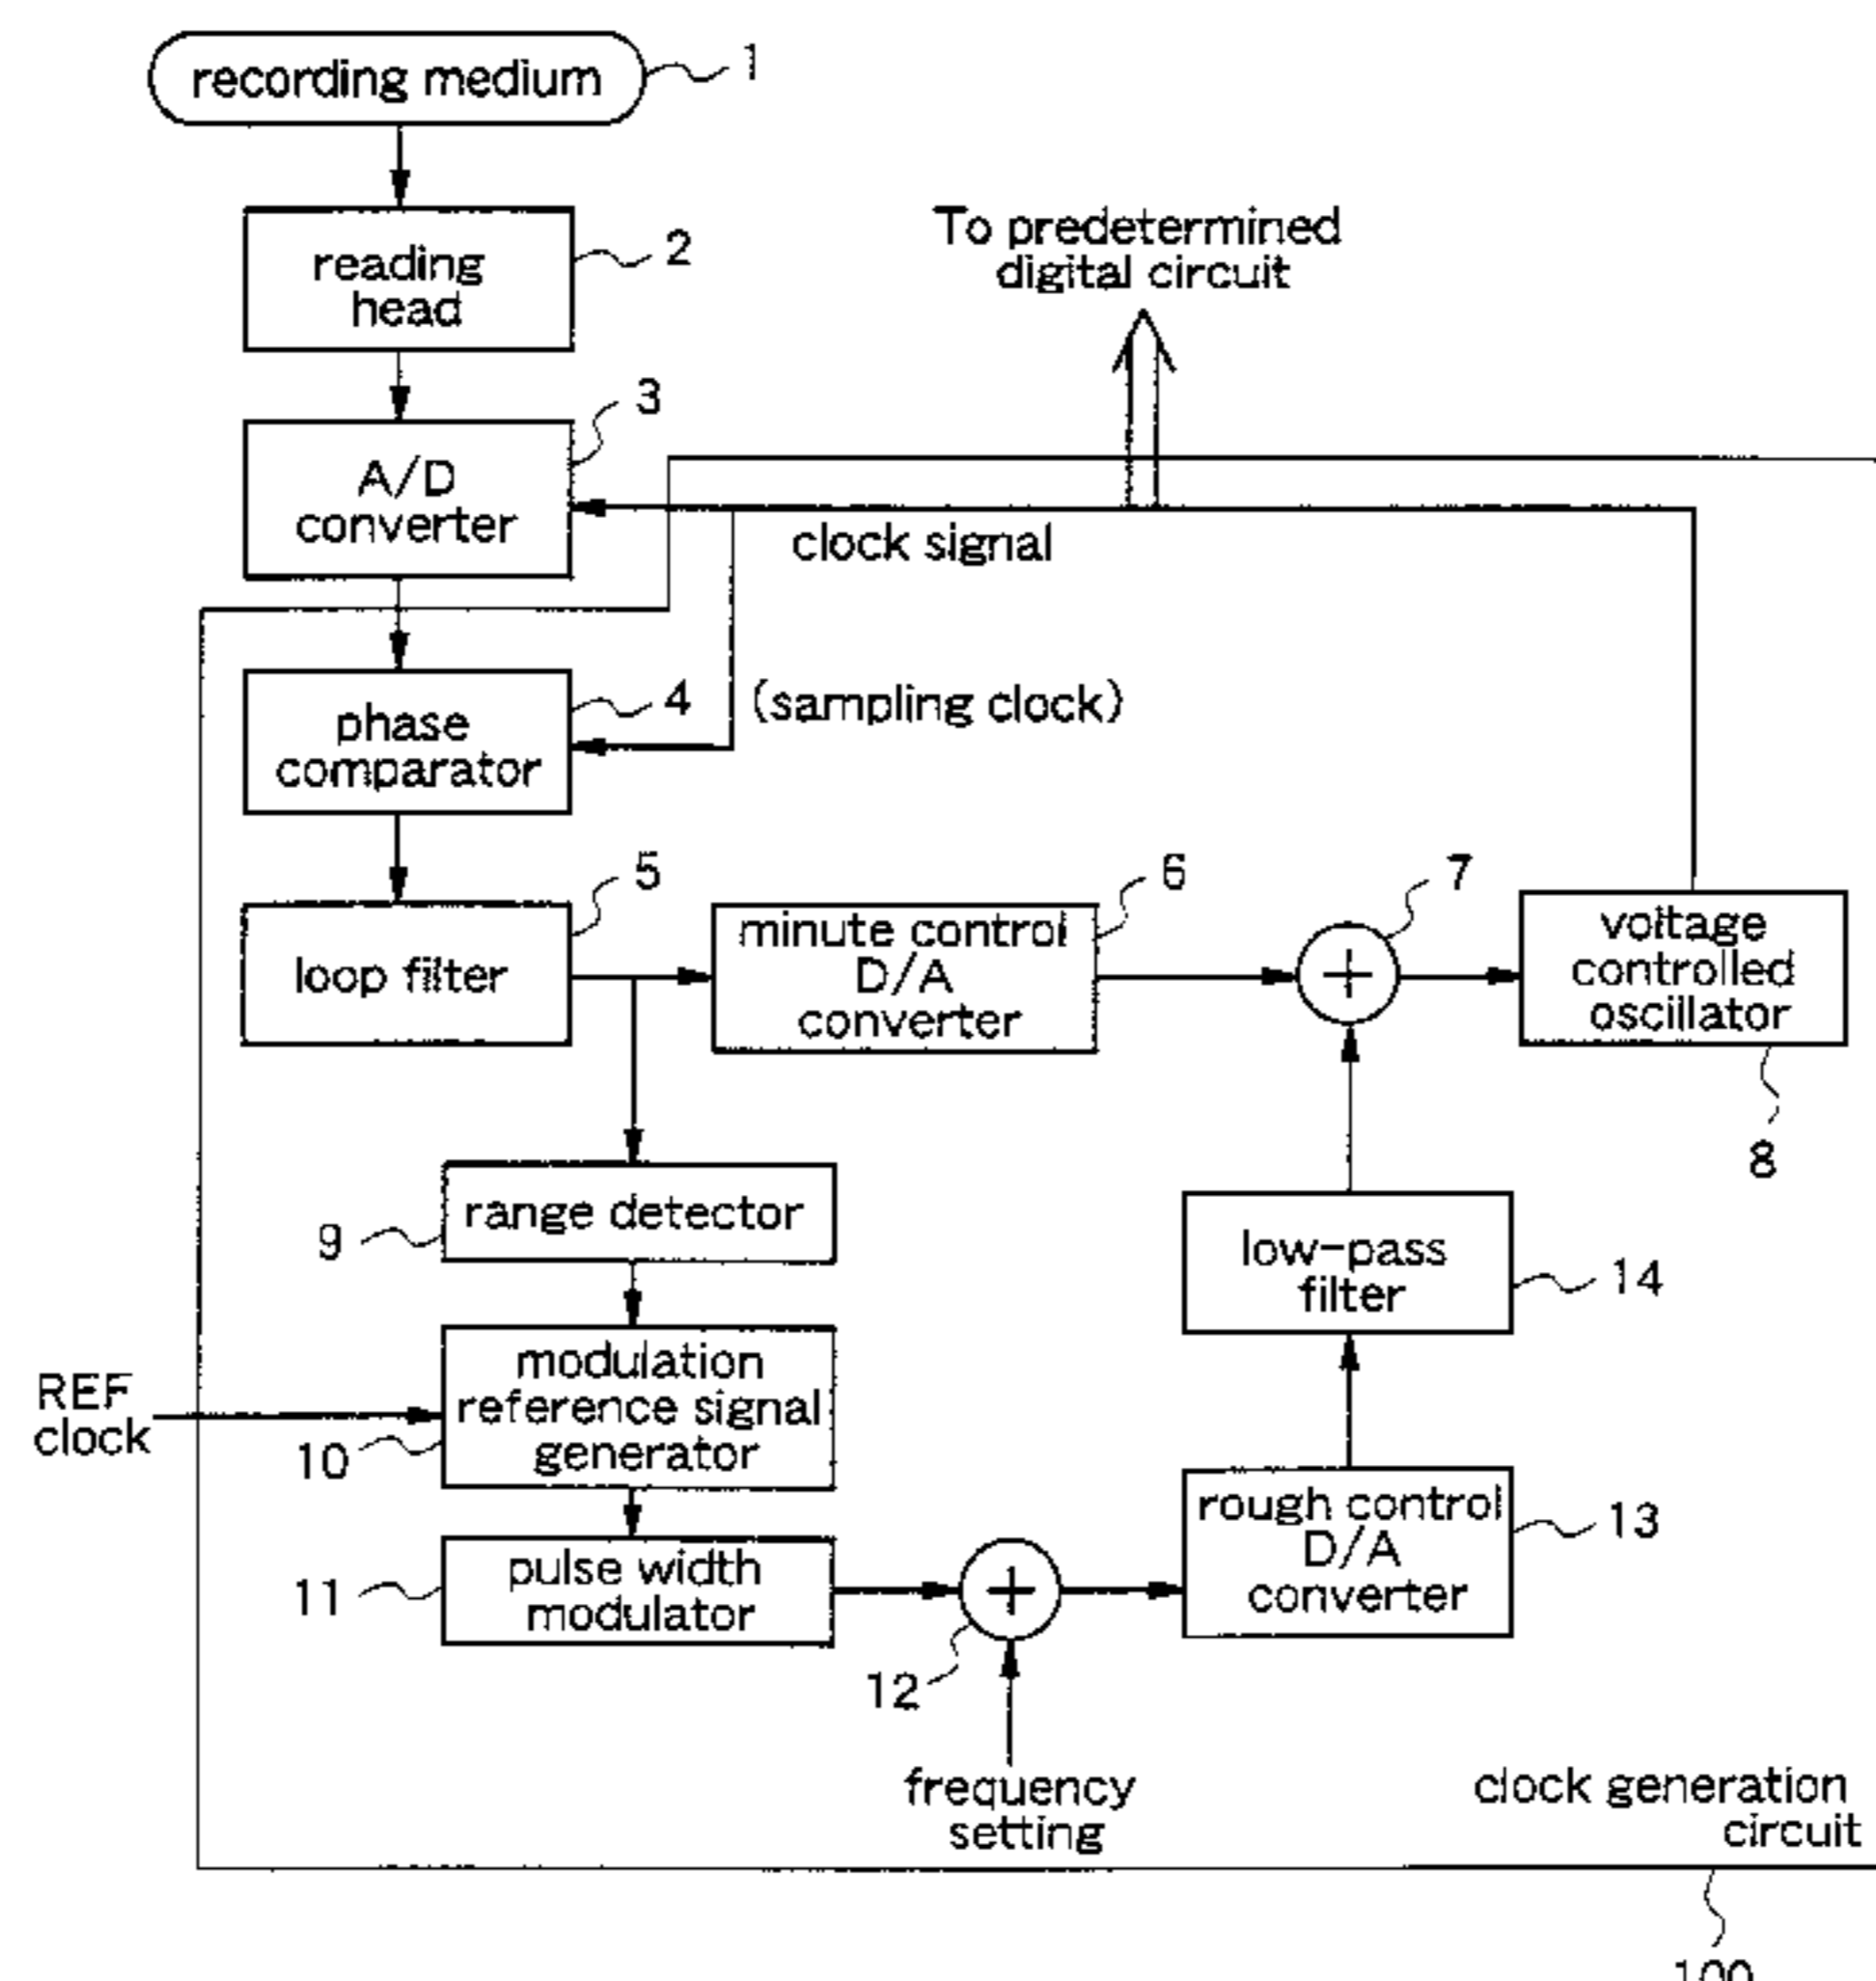 recording medium
1
reading
head
2
To predetermined
digital circuit
A/D
converter
3
clock signal
phase
comparator
4
(sampling clock)
loop filter
5
minute control
D/A
converter
6
7
voltage
controlled
oscillator
8
range detector
9
low-pass
filter
14
REF
clock
modulation
reference signal
generator
10
rough control
D/A
converter
13
pulse width
modulator
11
12
frequency
setting
clock generation
circuit
100